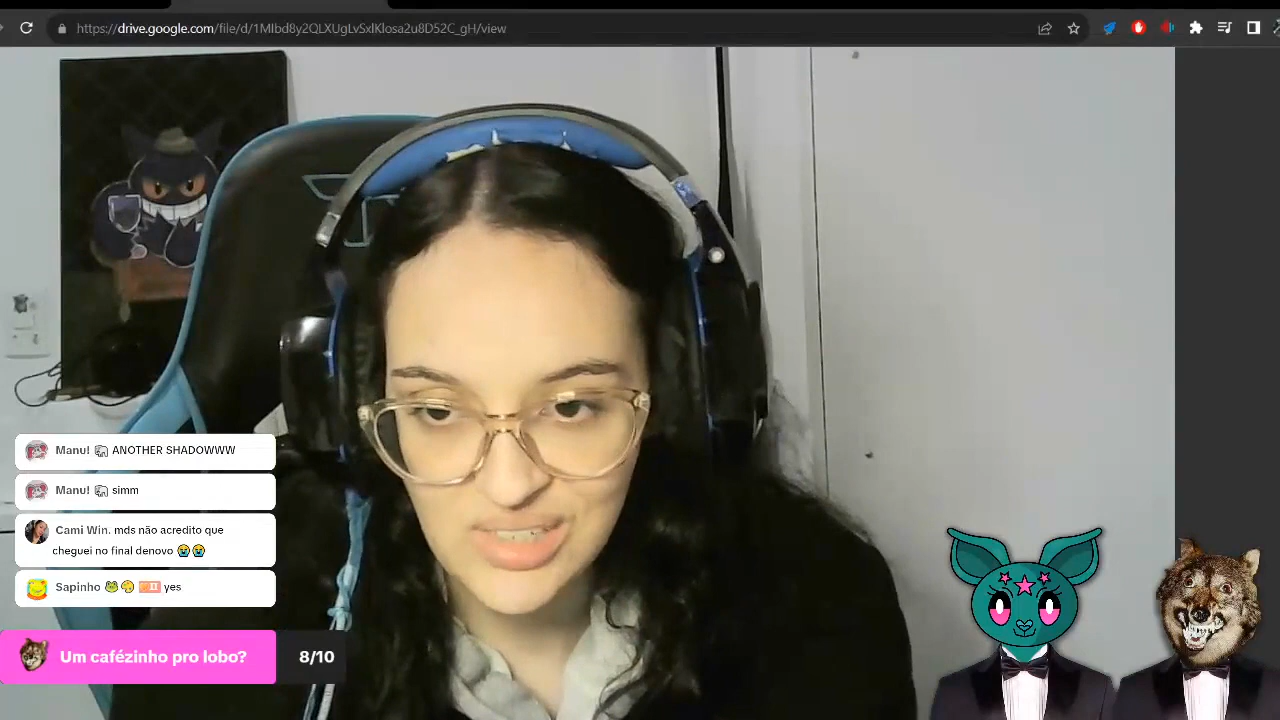 https://drive.google.com/file/d/1MIbd8y2QLXUgLvSxlKlosa2u8D52C_gH/view
Manu! ANOTHER SHADOWWW
Manu! simm
Cami Win. mds não acredito que
cheguei no final denovo 😭😭
Sapinho 🐸 II yes
Um cafézinho pro lobo? 8/10